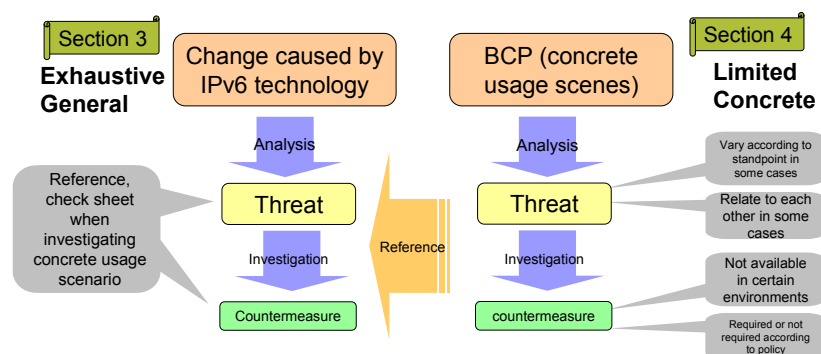 Section 3
Exhaustive
General
Change caused by
IPv6 technology
Analysis
Threat
Investigation
Countermeasure
Reference,
check sheet
when
investigating
concrete usage
scenario
Reference
Section 4
Limited
Concrete
BCP (concrete
usage scenes)
Analysis
Threat
Investigation
countermeasure
Vary according to
standpoint in
some cases
Relate to each
other in some
cases
Not available
in certain
environments
Required or not
required according
to policy